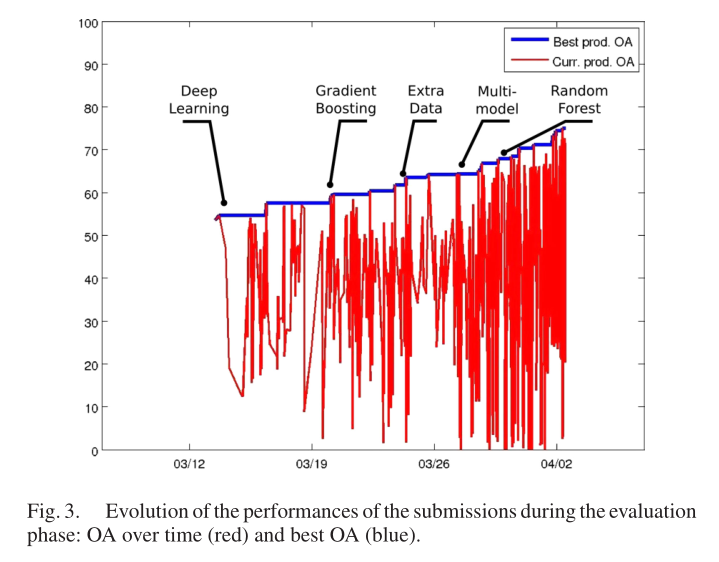 100
90
80
70
60
50
40
30
20
10
0
Best prod. OA
Curr. prod. OA
Deep
Learning
Gradient
Boosting
Extra
Data
Multi-
model
Random
Forest
03/12
03/19
03/26
04/02
Fig. 3. Evolution of the performances of the submissions during the evaluation
phase: OA over time (red) and best OA (blue).